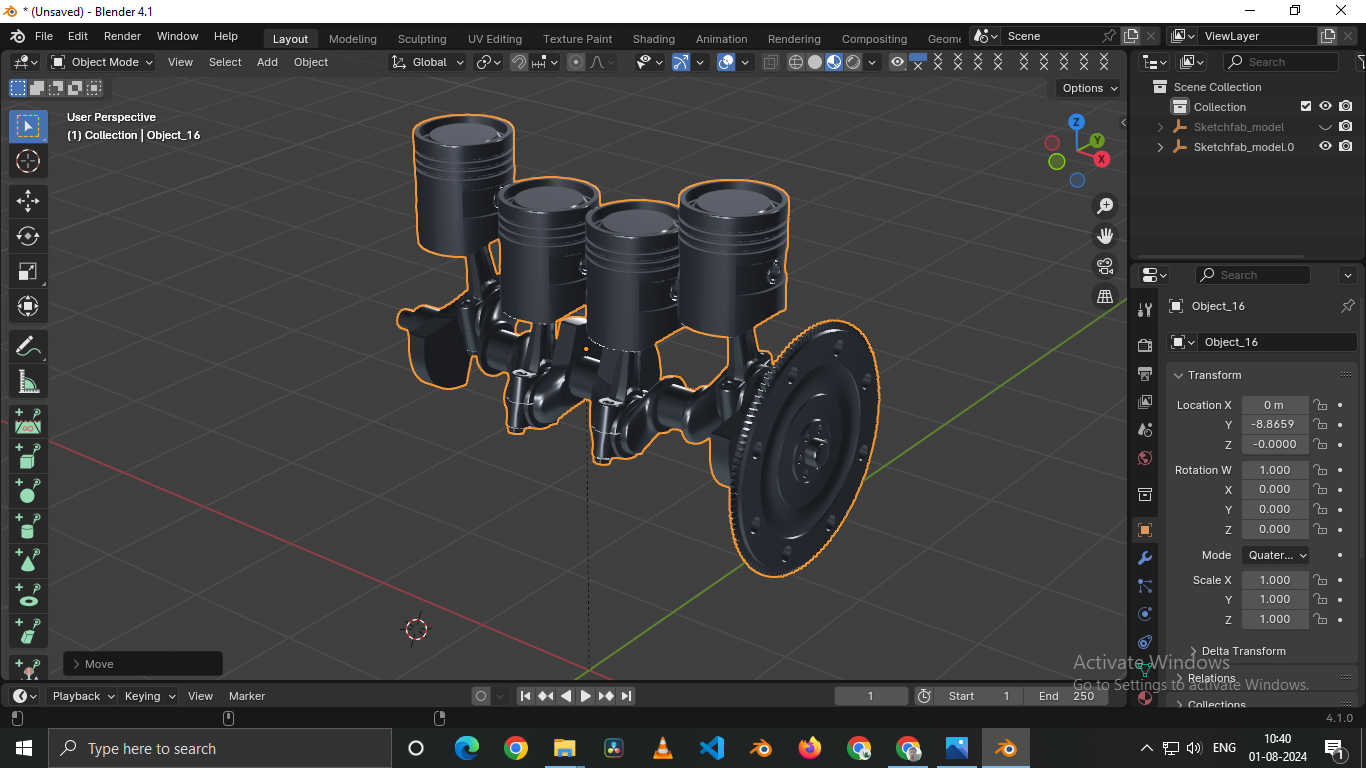 * (Unsaved) - Blender 4.1
File Edit Render Window Help Layout Modeling Sculpting UV Editing Texture Paint Shading Animation Rendering Compositing Geome Scene ViewLayer
Object Mode View Select Add Object Global Search
Options
User Perspective
(1) Collection | Object_16
Z
Y
X
Scene Collection
Collection
Sketchfab_model
Sketchfab_model.0
Search
Object_16
Object_16
Transform
Location X 0 m
Y -8.8659
Z -0.0000
Rotation W 1.000
X 0.000
Y 0.000
Z 0.000
Mode Quater...
Scale X 1.000
Y 1.000
Z 1.000
Delta Transform
Relations
Collections
Move
Activate Windows
Go to Settings to activate Windows.
Playback Keying View Marker 1 Start 1 End 250
4.1.0
Type here to search
ENG
10:40
01-08-2024
1